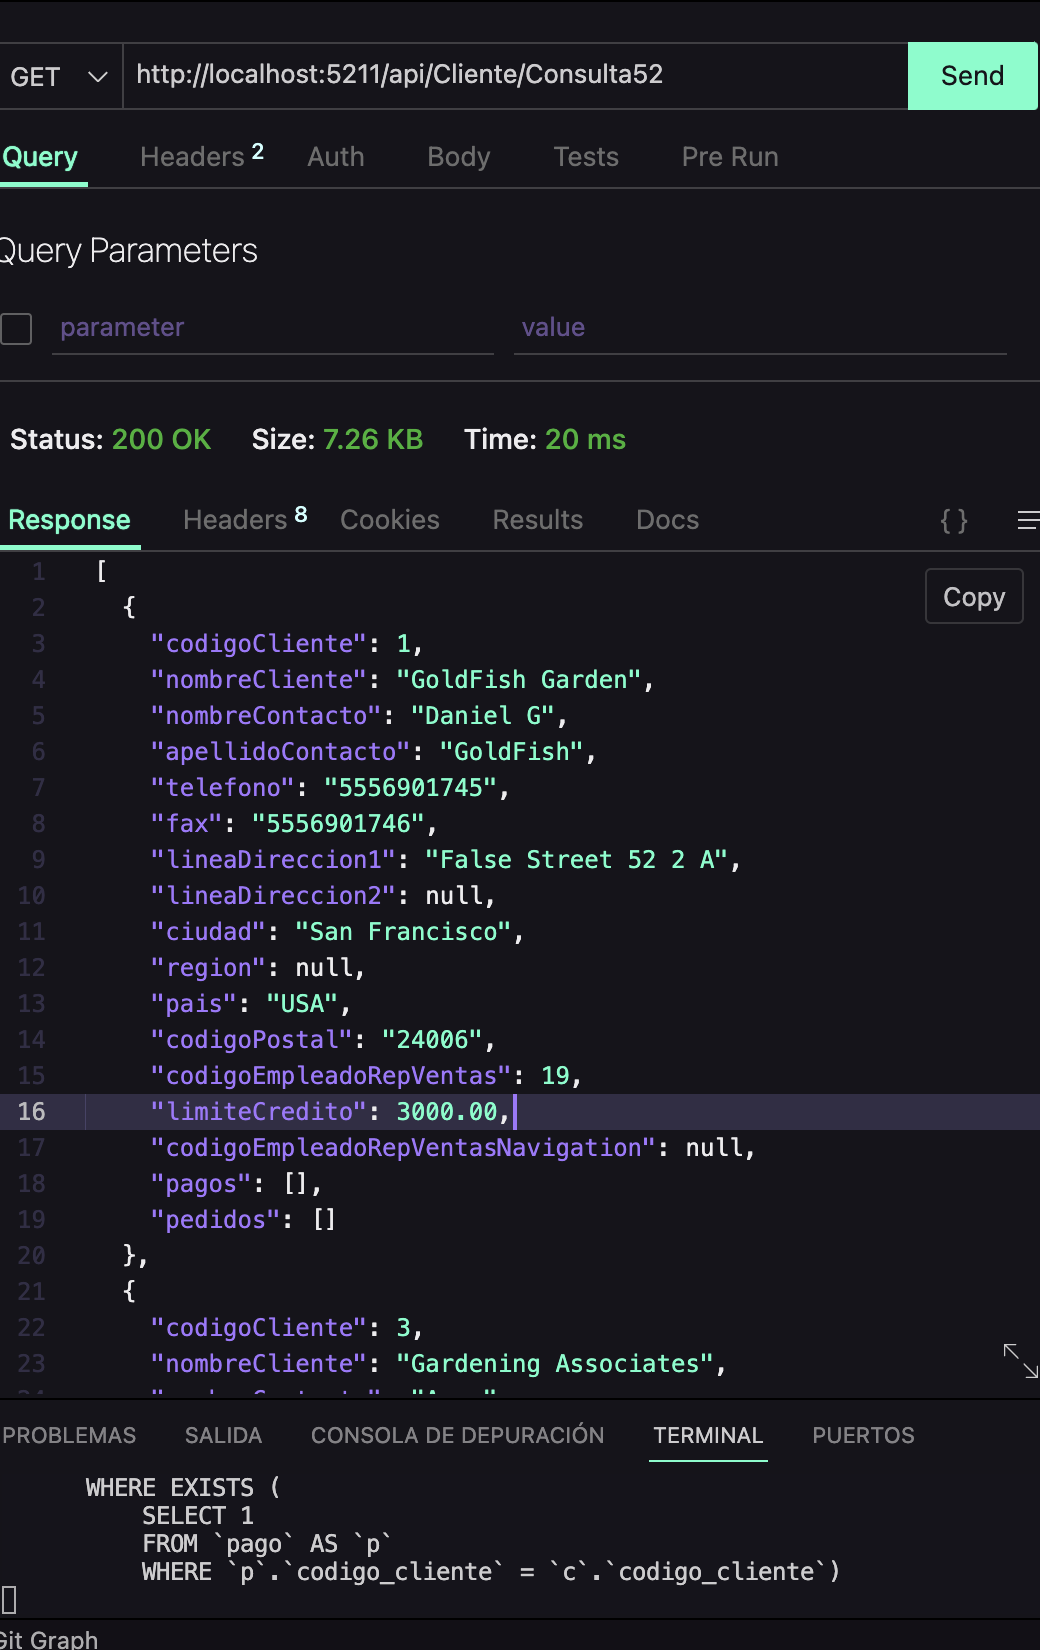 GET http://localhost:5211/api/Cliente/Consulta52 Send
Query Headers 2 Auth Body Tests Pre Run
Query Parameters
parameter value
Status: 200 OK Size: 7.26 KB Time: 20 ms
Response Headers 8 Cookies Results Docs { }
Copy
1 [
2 {
3 "codigoCliente": 1,
4 "nombreCliente": "GoldFish Garden",
5 "nombreContacto": "Daniel G",
6 "apellidoContacto": "GoldFish",
7 "telefono": "5556901745",
8 "fax": "5556901746",
9 "lineaDireccion1": "False Street 52 2 A",
10 "lineaDireccion2": null,
11 "ciudad": "San Francisco",
12 "region": null,
13 "pais": "USA",
14 "codigoPostal": "24006",
15 "codigoEmpleadoRepVentas": 19,
16 "limiteCredito": 3000.00,
17 "codigoEmpleadoRepVentasNavigation": null,
18 "pagos": [],
19 "pedidos": []
20 },
21 {
22 "codigoCliente": 3,
23 "nombreCliente": "Gardening Associates",
PROBLEMAS SALIDA CONSOLA DE DEPURACIÓN TERMINAL PUERTOS
WHERE EXISTS (
SELECT 1
FROM `pago` AS `p`
WHERE `p`.`codigo_cliente` = `c`.`codigo_cliente`)
Git Graph